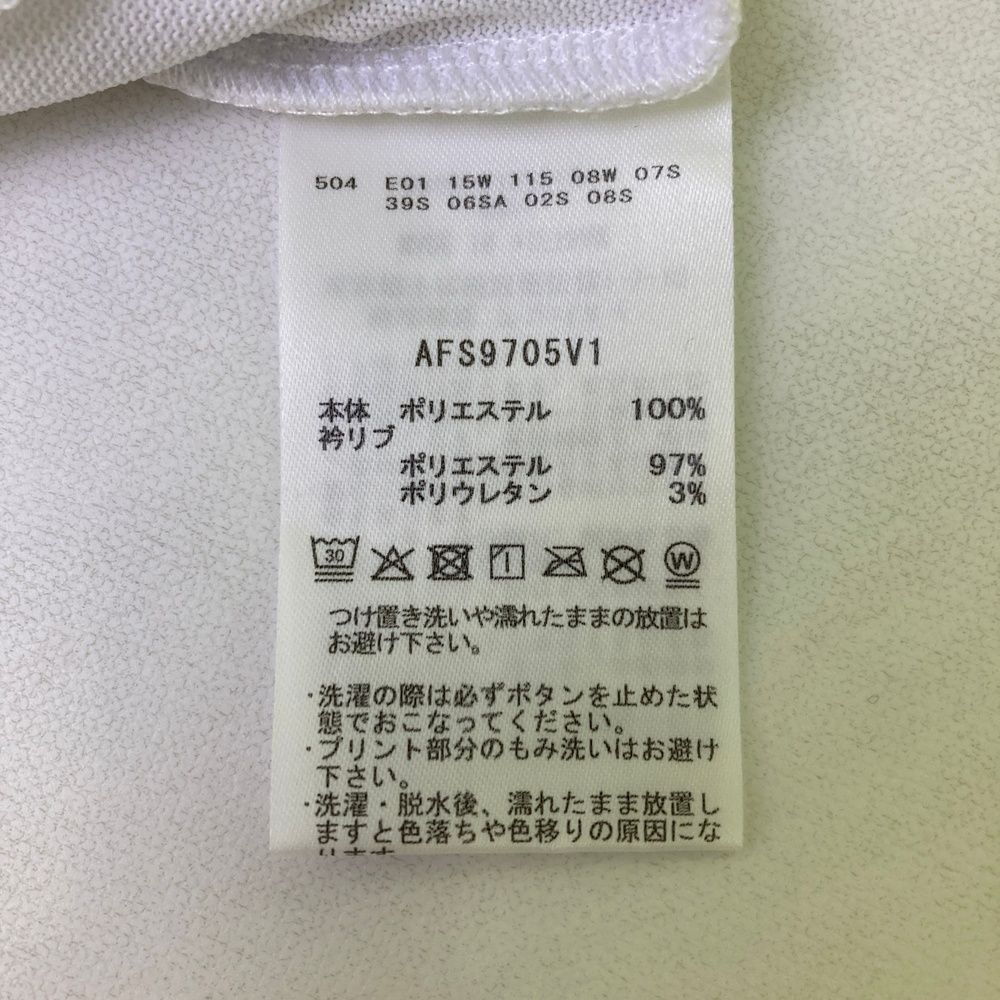 504 E01 15W 115 08W 07S
39S 06SA 02S 08S
AFS9705V1
本体 ポリエステル 100%
衿リブ
ポリエステル 97%
ポリウレタン 3%
30 W
つけ置き洗いや濡れたままの放置は
お避け下さい。
・洗濯の際は必ずボタンを止めた状
態でおこなってください。
・プリント部分のもみ洗いはお避け
下さい。
・洗濯・脱水後、濡れたまま放置し
ますと色落ちや色移りの原因にな